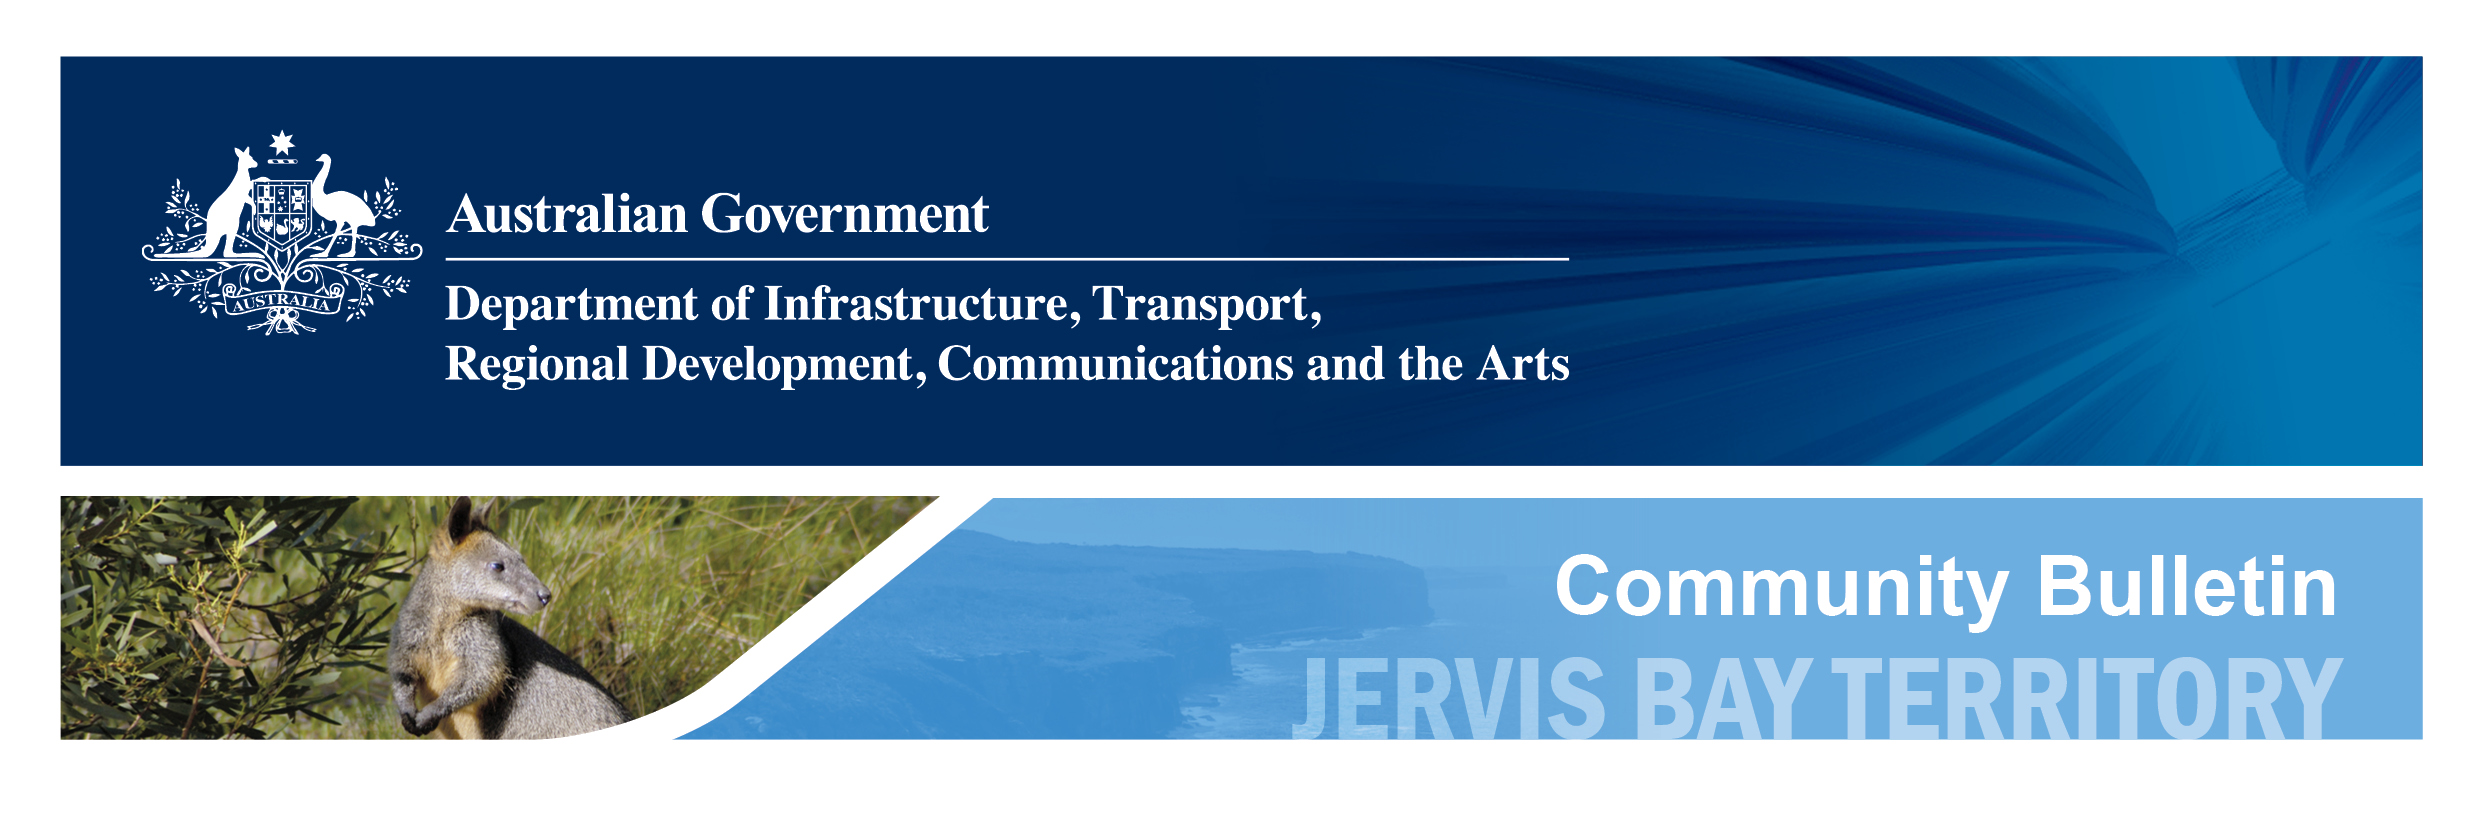 AUSTRALIA
Australian Government
Department of Infrastructure, Transport,
Regional Development, Communications and the Arts
Community Bulletin
JERVIS BAY TERRITORY